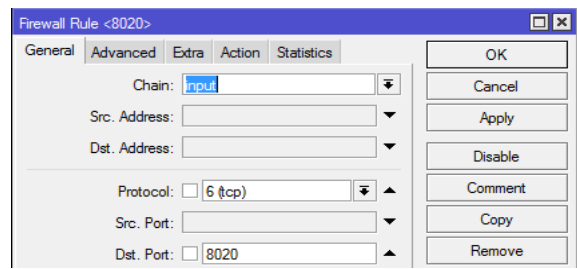 Firewall Rule <8020>
General Advanced Extra Action Statistics
Chain: input
Src. Address:
Dst. Address:
Protocol: 6 (tcp)
Src. Port:
Dst. Port: 8020
OK
Cancel
Apply
Disable
Comment
Copy
Remove